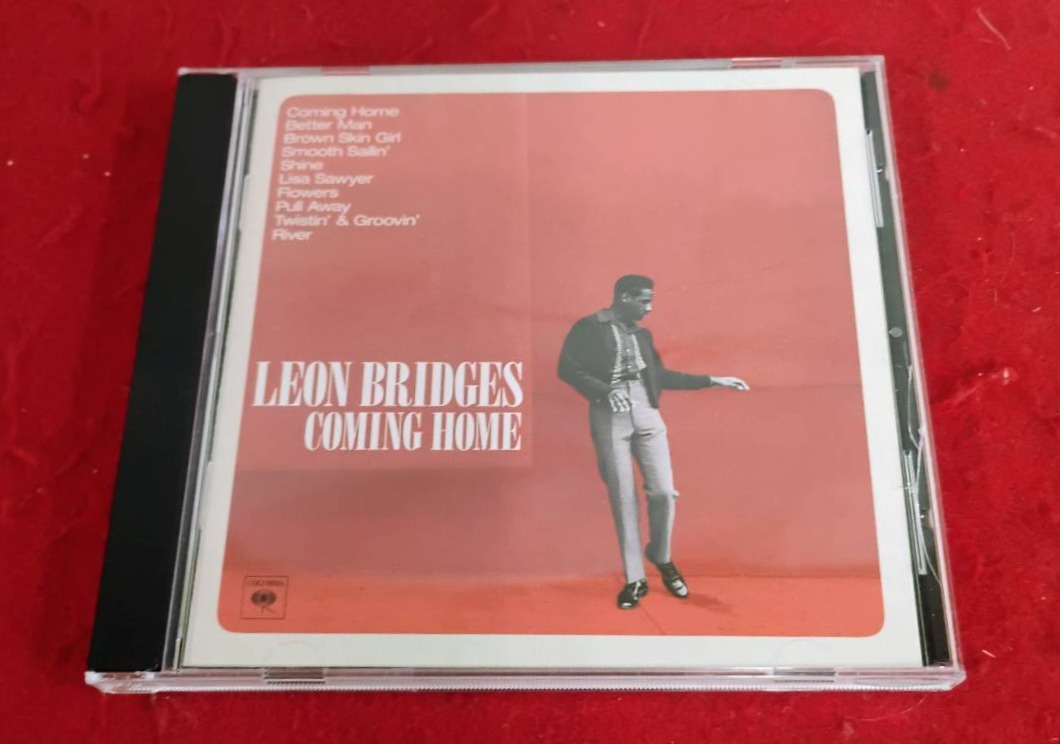 Coming Home
Better Man
Brown Skin Girl
Smooth Sailin'
Shine
Lisa Sawyer
Flowers
Pull Away
Twistin' & Groovin'
River
LEON BRIDGES
COMING HOME
COLUMBIA